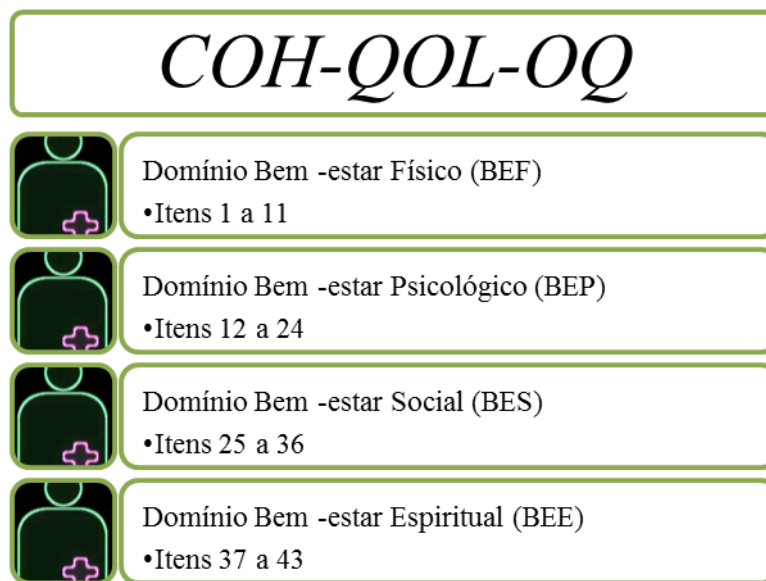 COH-QOL-OQ
Domínio Bem -estar Físico (BEF)
•Itens 1 a 11
Domínio Bem -estar Psicológico (BEP)
•Itens 12 a 24
Domínio Bem -estar Social (BES)
•Itens 25 a 36
Domínio Bem -estar Espiritual (BEE)
•Itens 37 a 43